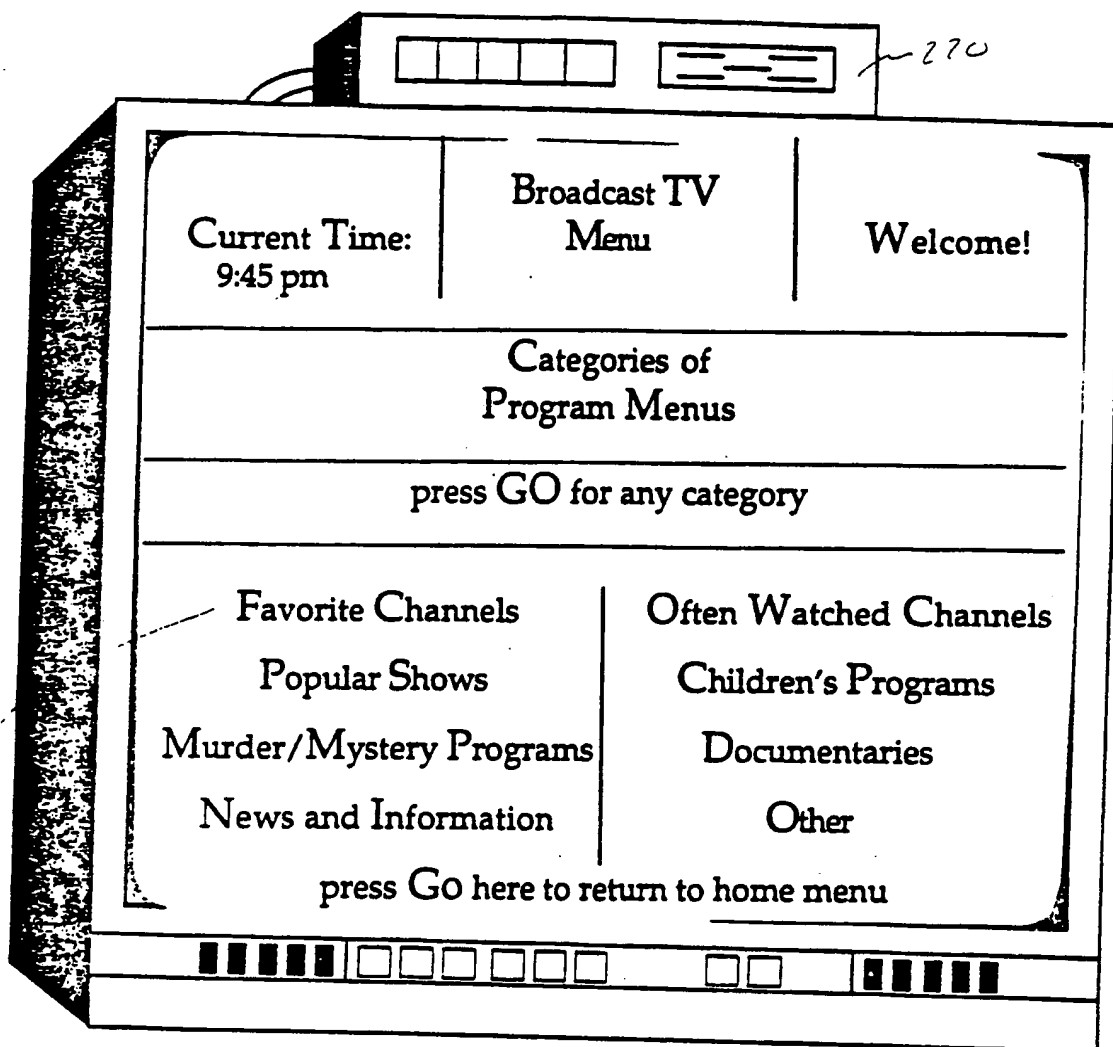 220
Broadcast TV
Menu
Current Time:
9:45 pm
Welcome!
Categories of
Program Menus
press GO for any category
Favorite Channels
Often Watched Channels
Popular Shows
Children's Programs
Murder/Mystery Programs
Documentaries
News and Information
Other
press Go here to return to home menu